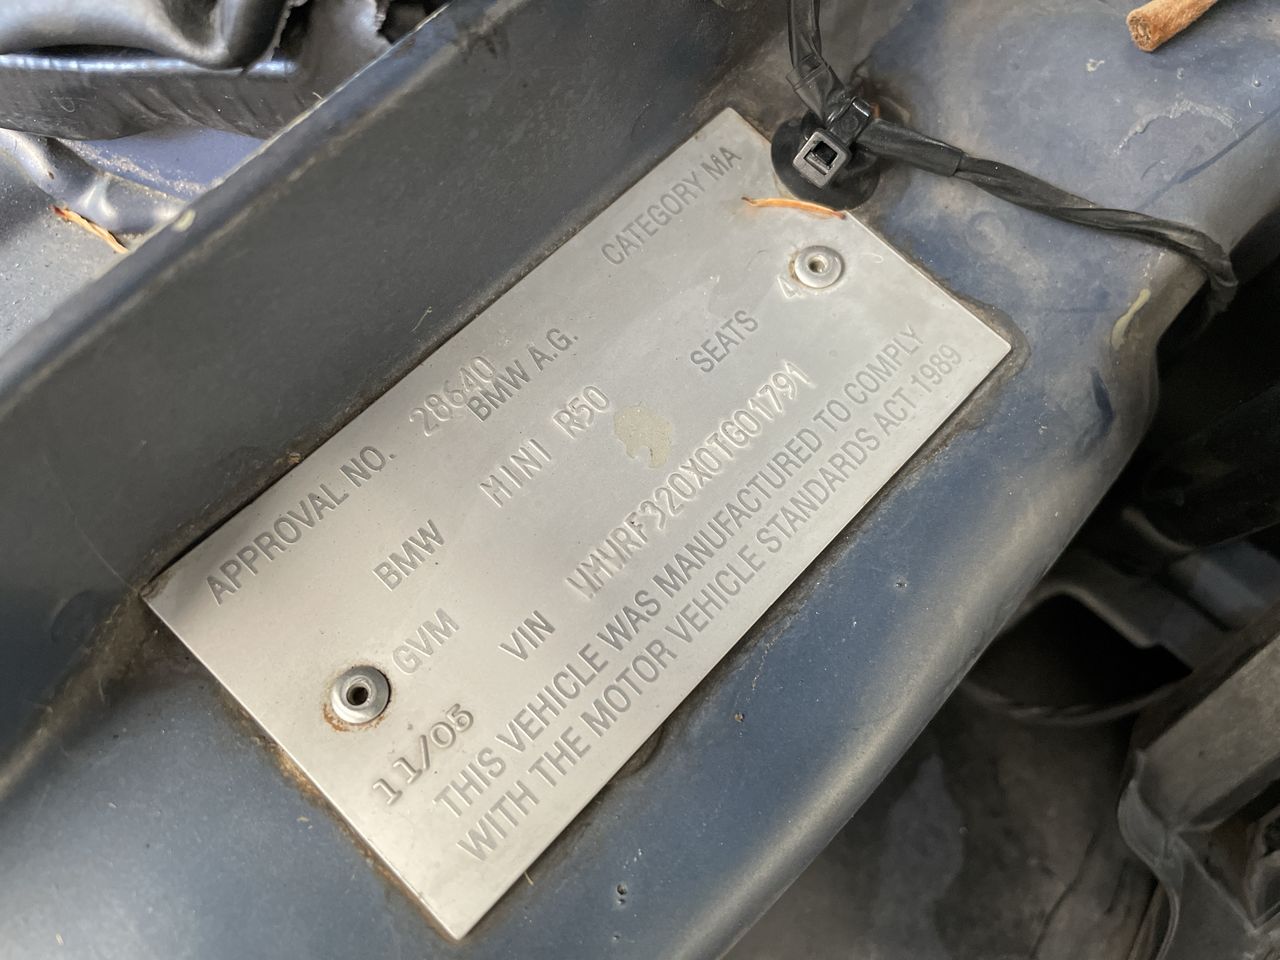 APPROVAL NO. 28640 CATEGORY MA
BMW A.G.
BMW MINI R50 SEATS 4
GVM
VIN WMWRF320X0TG01791
11/05
THIS VEHICLE WAS MANUFACTURED TO COMPLY
WITH THE MOTOR VEHICLE STANDARDS ACT 1989